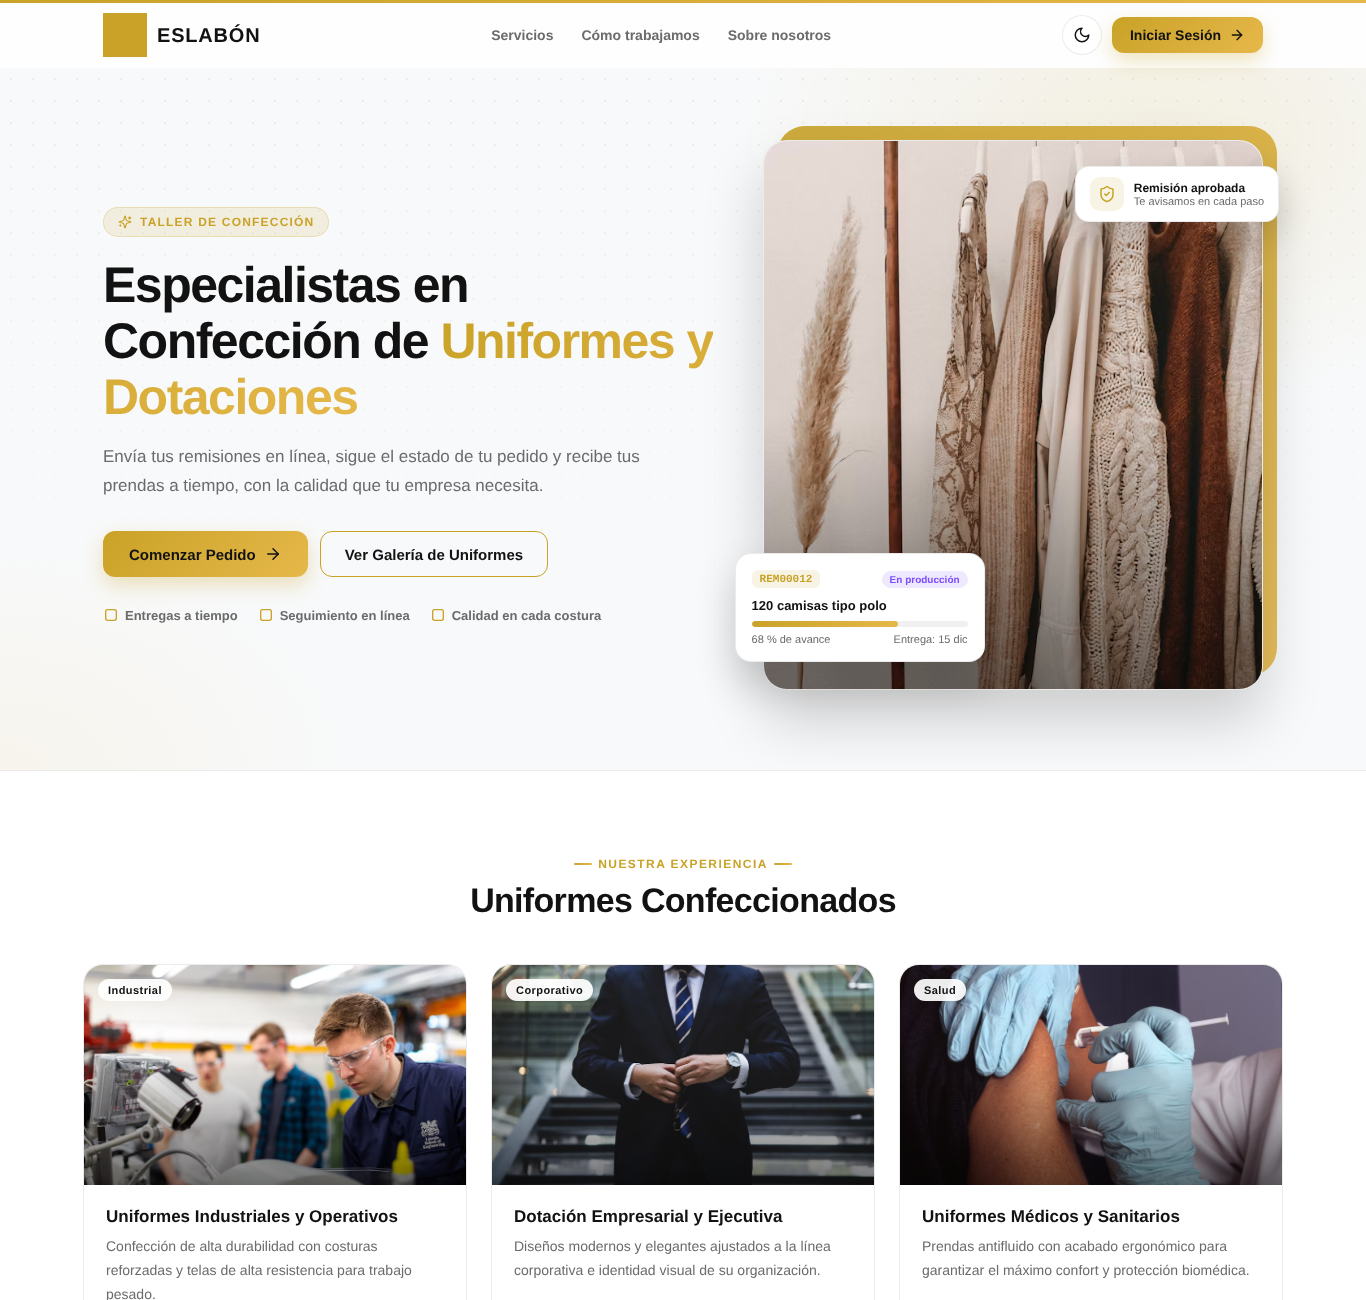 ESLABÓN
Servicios
Cómo trabajamos
Sobre nosotros
Iniciar Sesión
TALLER DE CONFECCIÓN
Especialistas en
Confección de Uniformes y
Dotaciones
Envía tus remisiones en línea, sigue el estado de tu pedido y recibe tus
prendas a tiempo, con la calidad que tu empresa necesita.
Comenzar Pedido
Ver Galería de Uniformes
Entregas a tiempo
Seguimiento en línea
Calidad en cada costura
Remisión aprobada
Te avisamos en cada paso
REM00012
En producción
120 camisas tipo polo
68 % de avance
Entrega: 15 dic
NUESTRA EXPERIENCIA
Uniformes Confeccionados
Industrial
Uniformes Industriales y Operativos
Confección de alta durabilidad con costuras
reforzadas y telas de alta resistencia para trabajo
pesado.
Corporativo
Dotación Empresarial y Ejecutiva
Diseños modernos y elegantes ajustados a la línea
corporativa e identidad visual de su organización.
Salud
Uniformes Médicos y Sanitarios
Prendas antifluido con acabado ergonómico para
garantizar el máximo confort y protección biomédica.